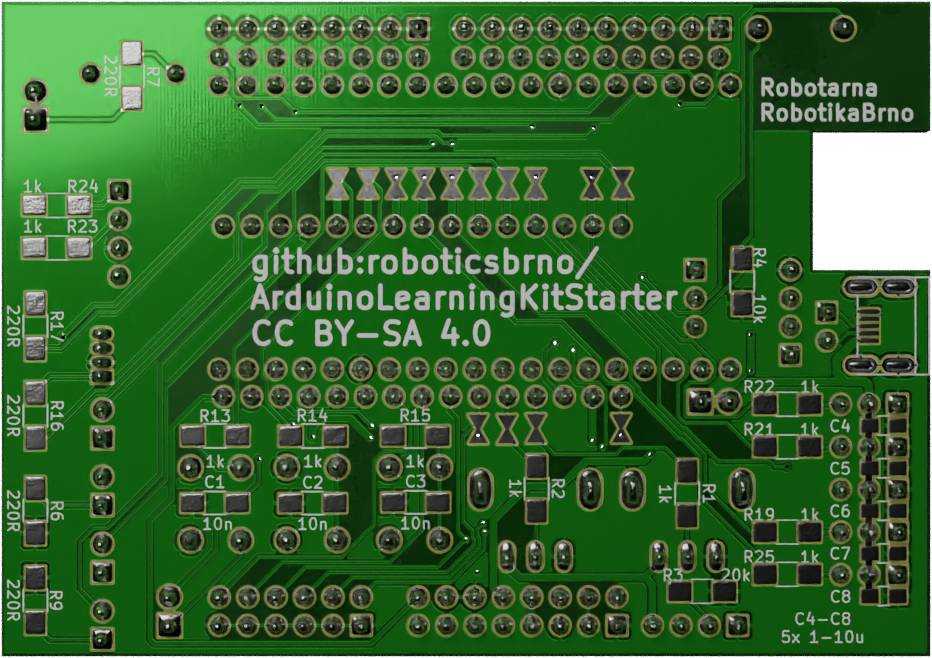 R7
220R
Robotarna
RobotikaBrno
1k R24
1k R23
github:roboticsbrno/
ArduinoLearningKitStarter
CC BY-SA 4.0
R4
10k
R17
220R
R16
220R
R13
R14
R15
R22 1k
C4
R21 1k
1k
1k
1k
C5
C1
C2
C3
R2
1k
R1
1k
R6
220R
10n
10n
10n
R19 1k
C6
C7
R3 20k
R25 1k
C8
R9
220R
C4-C8
5x 1-10u